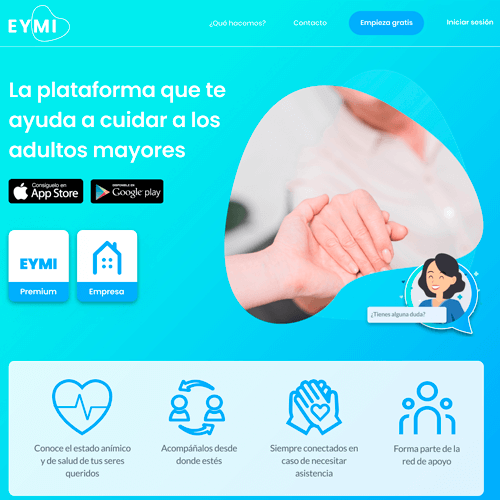 EYMI
¿Qué hacemos?
Contacto
Empieza gratis
Iniciar sesión
La plataforma que te
ayuda a cuidar a los
adultos mayores
Consíguelo en
App Store
DISPONIBLE EN
Google play
EYMI
Premium
Empresa
¿Tienes alguna duda?
Conoce el estado anímico
y de salud de tus seres
queridos
Acompáñalos desde
donde estés
Siempre conectados en
caso de necesitar
asistencia
Forma parte de la
red de apoyo